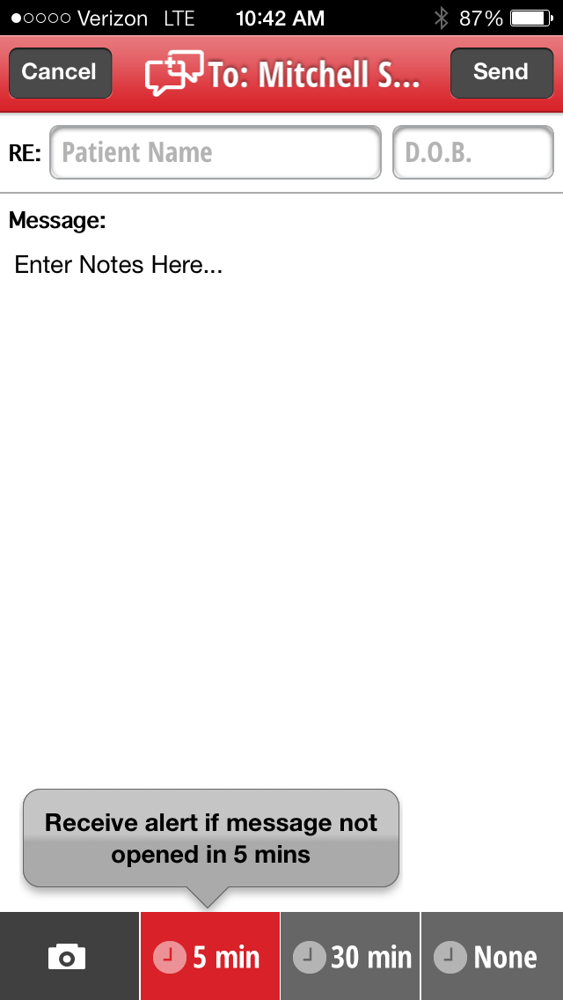 Verizon LTE 10:42 AM 87%
Cancel To: Mitchell S... Send
RE: Patient Name D.O.B.
Message:
Enter Notes Here...
Receive alert if message not
opened in 5 mins
5 min 30 min None